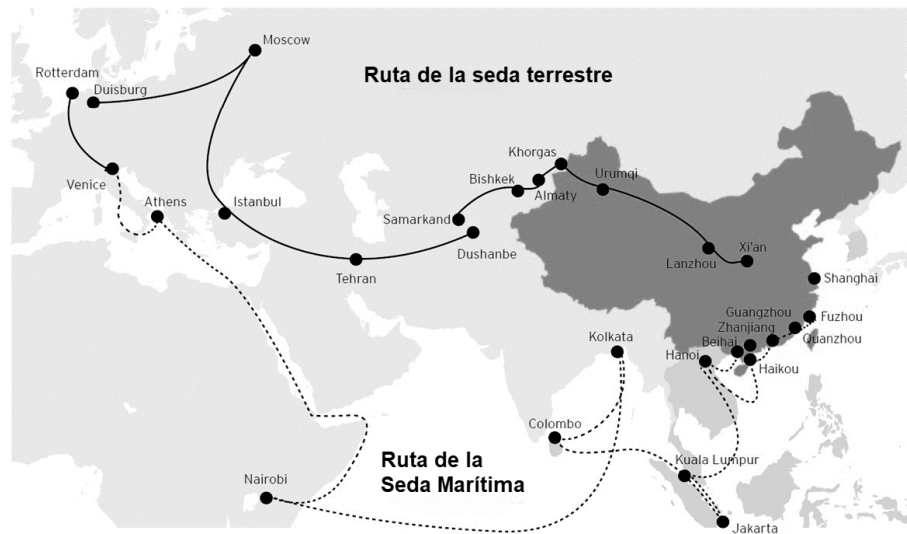 Moscow
Ruta de la seda terrestre
Rotterdam
Duisburg
Khorgas
Venice
Bishkek
Urumqi
Almaty
Athens
Istanbul
Samarkand
Dushanbe
Tehran
Lanzhou
Xi'an
Shanghai
Guangzhou
Fuzhou
Zhanjiang
Quanzhou
Beihai
Kolkata
Hanoi
Haikou
Colombo
Ruta de la
Seda Marítima
Kuala Lumpur
Nairobi
Jakarta